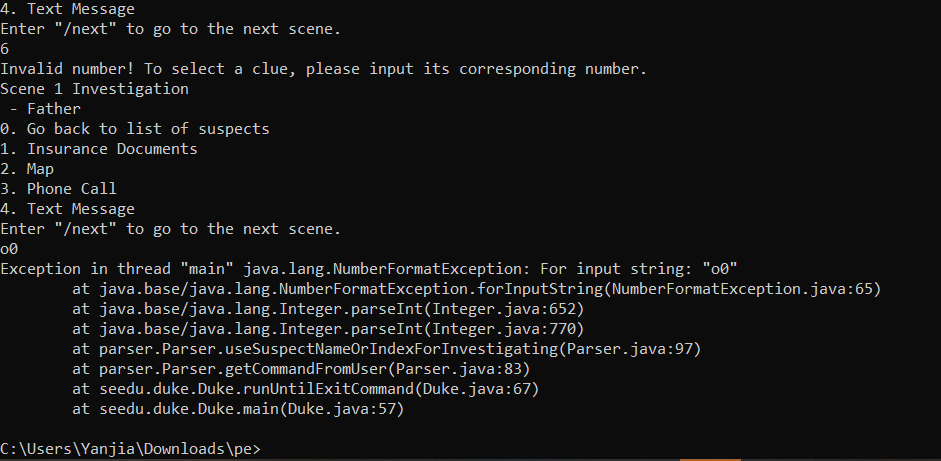 4. Text Message
Enter "/next" to go to the next scene.
6
Invalid number! To select a clue, please input its corresponding number.
Scene 1 Investigation
 - Father
0. Go back to list of suspects
1. Insurance Documents
2. Map
3. Phone Call
4. Text Message
Enter "/next" to go to the next scene.
o0
Exception in thread "main" java.lang.NumberFormatException: For input string: "o0"
        at java.base/java.lang.NumberFormatException.forInputString(NumberFormatException.java:65)
        at java.base/java.lang.Integer.parseInt(Integer.java:652)
        at java.base/java.lang.Integer.parseInt(Integer.java:770)
        at parser.Parser.useSuspectNameOrIndexForInvestigating(Parser.java:97)
        at parser.Parser.getCommandFromUser(Parser.java:83)
        at seedu.duke.Duke.runUntilExitCommand(Duke.java:67)
        at seedu.duke.Duke.main(Duke.java:57)
C:\Users\Yanjia\Downloads\pe>